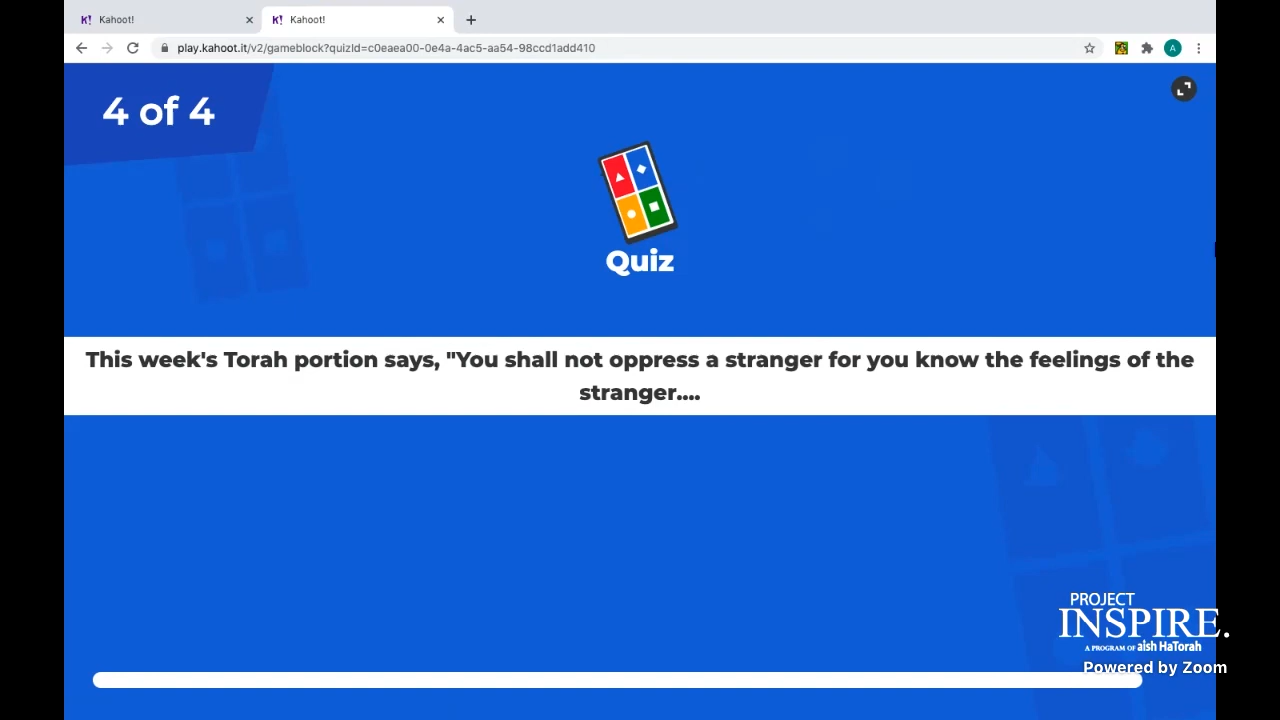 Kahoot!
Kahoot!
play.kahoot.it/v2/gameblock?quizId=c0eaea00-0e4a-4ac5-aa54-98ccd1add410
A
4 of 4
Quiz
This week's Torah portion says, "You shall not oppress a stranger for you know the feelings of the
stranger....
PROJECT
INSPIRE.
A PROGRAM OF aish HaTorah
Powered by Zoom